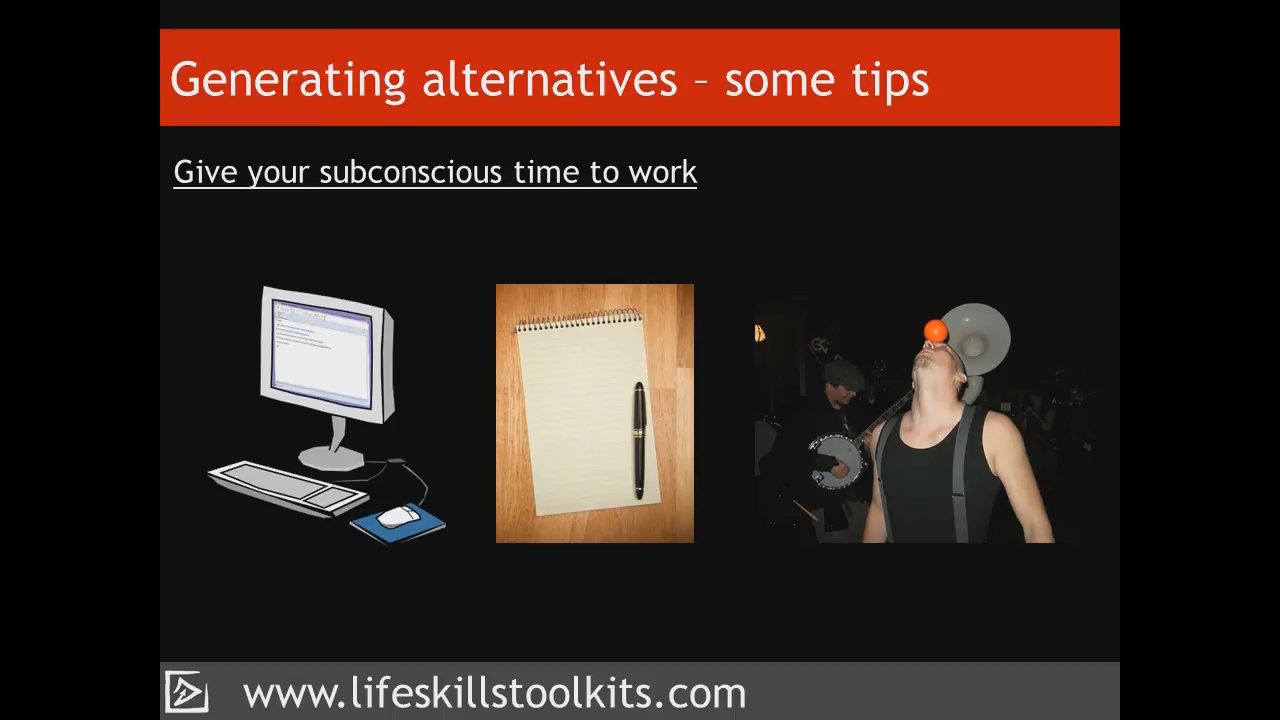 Generating alternatives – some tips
Give your subconscious time to work
www.lifeskillstoolkits.com